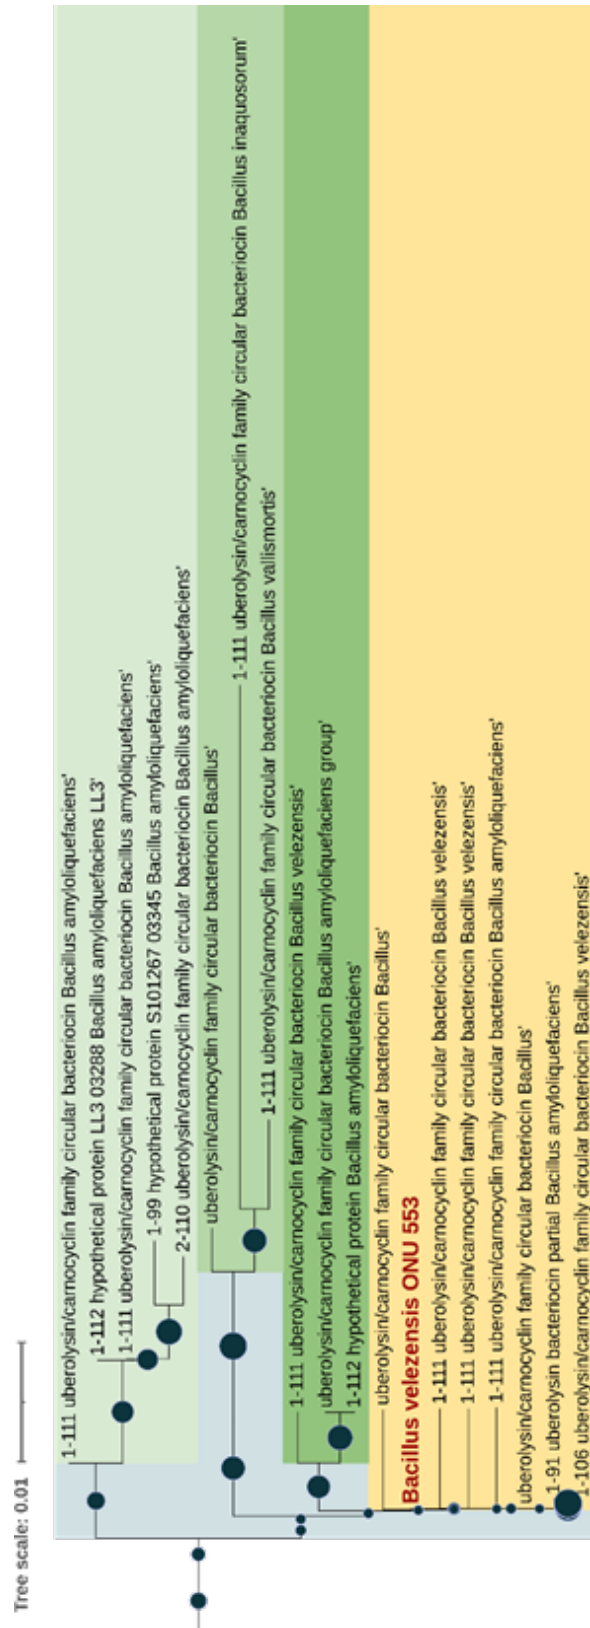 Tree scale: 0.01
1-111 uberolysin/carnocyclin family circular bacteriocin Bacillus amyloliquefaciens'
1-112 hypothetical protein LL3 03288 Bacillus amyloliquefaciens LL3'
1-111 uberolysin/carnocyclin family circular bacteriocin Bacillus amyloliquefaciens'
1-99 hypothetical protein S101267 03345 Bacillus amyloliquefaciens'
2-110 uberolysin/carnocyclin family circular bacteriocin Bacillus amyloliquefaciens'
uberolysin/carnocyclin family circular bacteriocin Bacillus'
1-111 uberolysin/carnocyclin family circular bacteriocin Bacillus inaquosorum'
1-111 uberolysin/carnocyclin family circular bacteriocin Bacillus vallismortis'
1-111 uberolysin/carnocyclin family circular bacteriocin Bacillus velezensis'
uberolysin/carnocyclin family circular bacteriocin Bacillus amyloliquefaciens group'
1-112 hypothetical protein Bacillus amyloliquefaciens'
uberolysin/carnocyclin family circular bacteriocin Bacillus'
Bacillus velezensis ONU 553
1-111 uberolysin/carnocyclin family circular bacteriocin Bacillus velezensis'
1-111 uberolysin/carnocyclin family circular bacteriocin Bacillus velezensis'
1-111 uberolysin/carnocyclin family circular bacteriocin Bacillus amyloliquefaciens'
uberolysin/carnocyclin family circular bacteriocin Bacillus'
1-91 uberolysin bacteriocin partial Bacillus amyloliquefaciens'
1-106 uberolysin/carnocyclin family circular bacteriocin Bacillus velezensis'